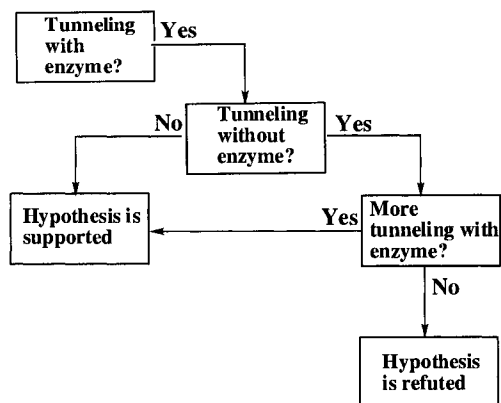 Tunneling
with
enzyme?
Yes
Tunneling
without
enzyme?
No
Yes
Hypothesis is
supported
Yes
More
tunneling with
enzyme?
No
Hypothesis
is refuted